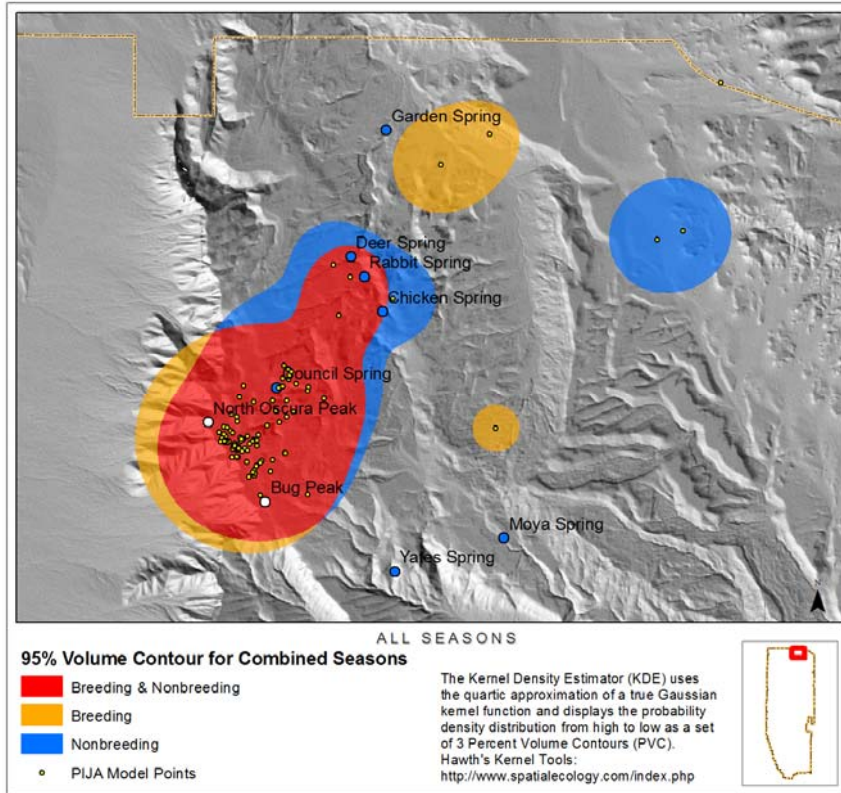 Garden Spring
Deer Spring
Rabbit Spring
Chicken Spring
ouncil Spring
North Oscura Peak
Bug Peak
Moya Spring
Yates Spring
N
ALL SEASONS
95% Volume Contour for Combined Seasons
Breeding & Nonbreeding
Breeding
Nonbreeding
PIJA Model Points
The Kernel Density Estimator (KDE) uses
the quartic approximation of a true Gaussian
kernel function and displays the probability
density distribution from high to low as a set
of 3 Percent Volume Contours (PVC).
Hawth's Kernel Tools:
http://www.spatialecology.com/index.php